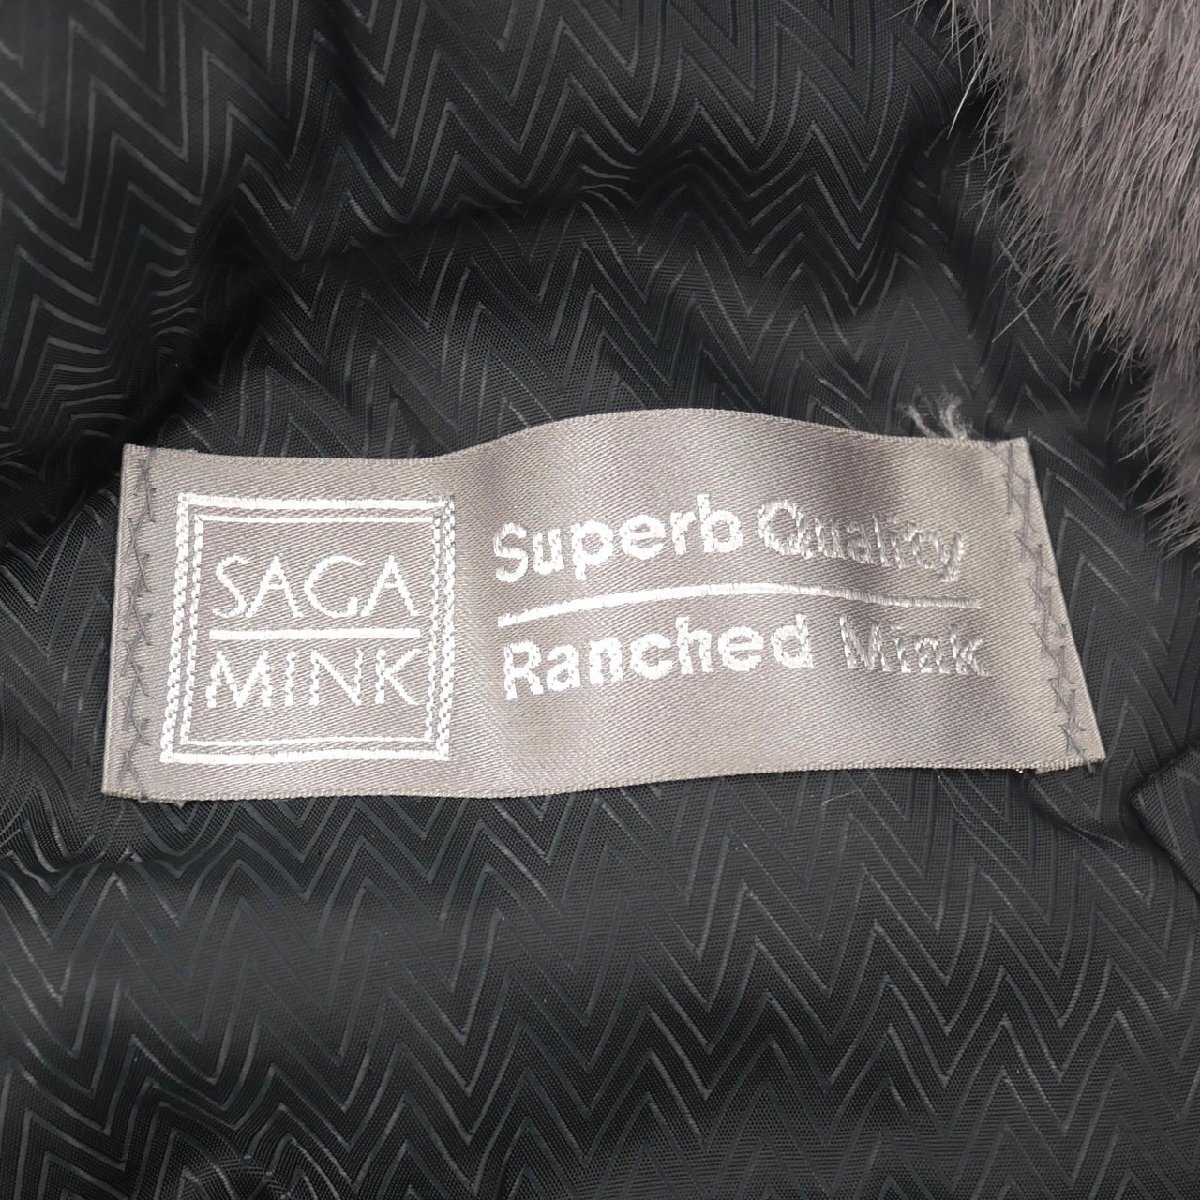 SAGA
MINK
Superb Quality
Ranched Mink